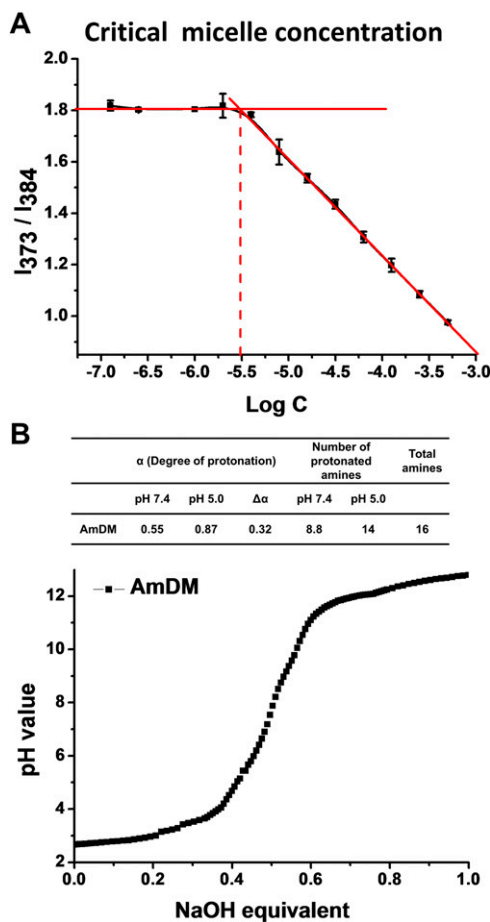 A
Critical micelle concentration
I373 / I384
2.0
1.8
1.6
1.4
1.2
1.0
-7.0 -6.5 -6.0 -5.5 -5.0 -4.5 -4.0 -3.5 -3.0
Log C
B
α (Degree of protonation) Number of protonated amines Total amines
pH 7.4 pH 5.0 Δα pH 7.4 pH 5.0
AmDM 0.55 0.87 0.32 8.8 14 16
AmDM
pH value
12
10
8
6
4
2
0.0 0.2 0.4 0.6 0.8 1.0
NaOH equivalent